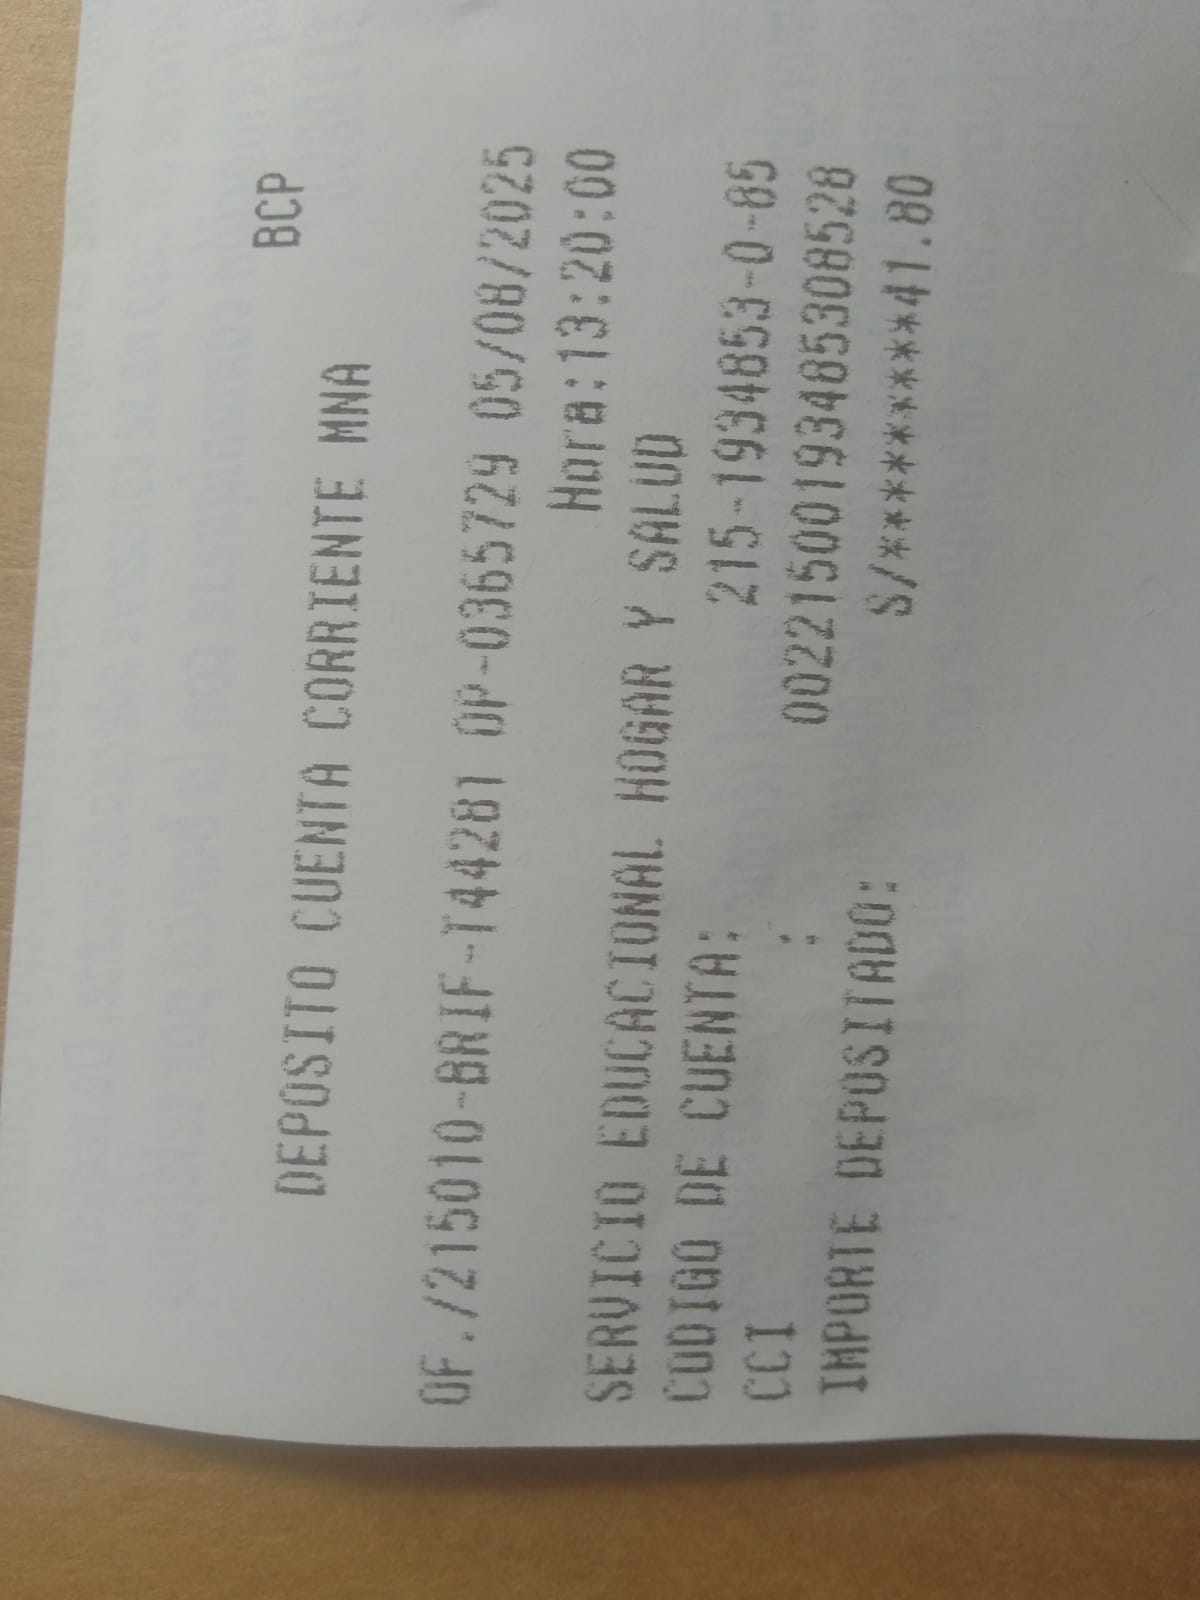 BCP
DEPOSITO CUENTA CORRIENTE MNA
OF./215010-BRIF-T44281 OP-0365729 05/08/2025
Hora:13:20:00
SERVICIO EDUCACIONAL HOGAR Y SALUD
CODIGO DE CUENTA: 215-1934853-0-85
CCI : 00221500193485308528
IMPORTE DEPOSITADO: S/*********41.80